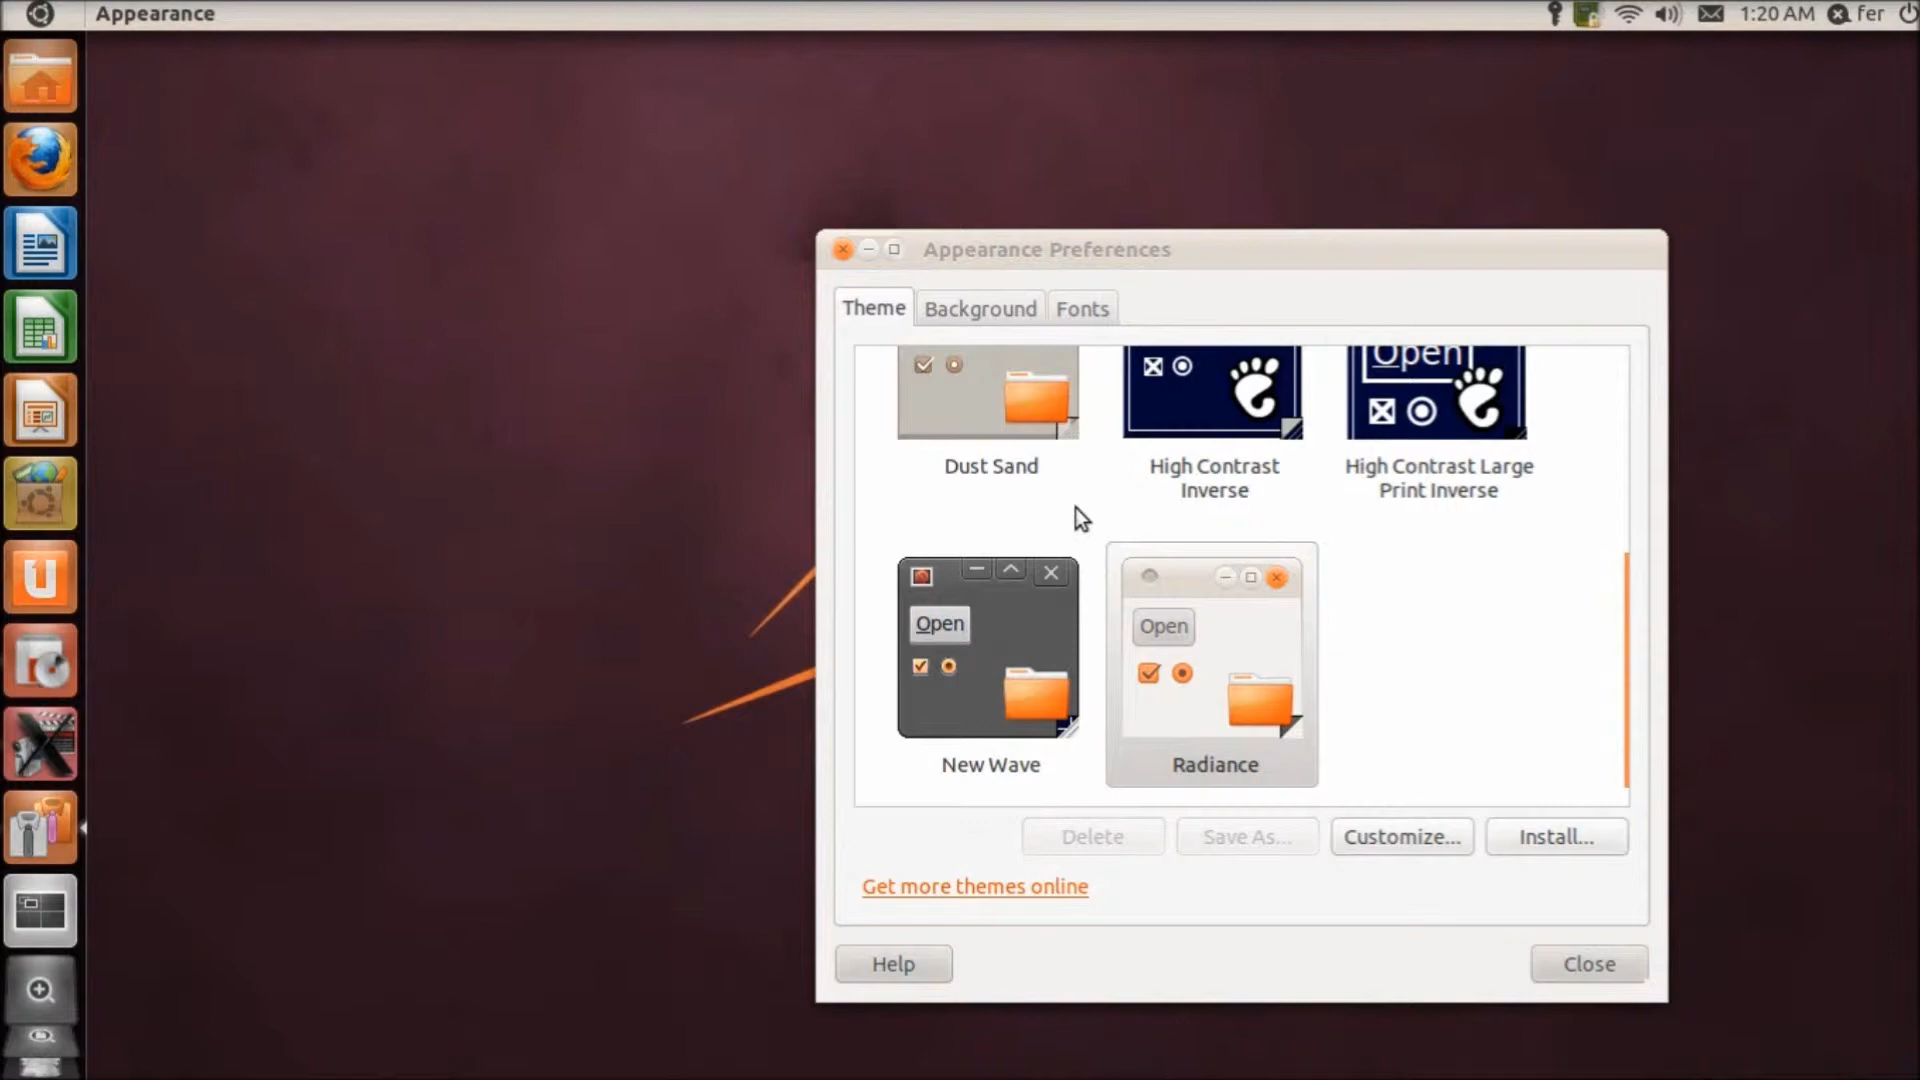 Appearance
1:20 AM
fer
Appearance Preferences
Theme
Background
Fonts
Open
Dust Sand
High Contrast
Inverse
High Contrast Large
Print Inverse
Open
Open
New Wave
Radiance
Delete
Save As...
Customize...
Install...
Get more themes online
Help
Close